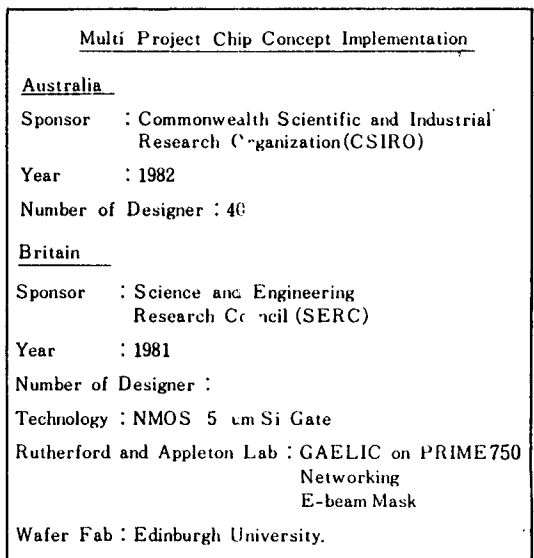 Multi Project Chip Concept Implementation
Australia
Sponsor : Commonwealth Scientific and Industrial
Research Organization (CSIRO)
Year : 1982
Number of Designer : 40
Britain
Sponsor : Science and Engineering
Research Council (SERC)
Year : 1981
Number of Designer :
Technology : NMOS 5 um Si Gate
Rutherford and Appleton Lab : GAELIC on PRIME750
Networking
E-beam Mask
Wafer Fab : Edinburgh University.